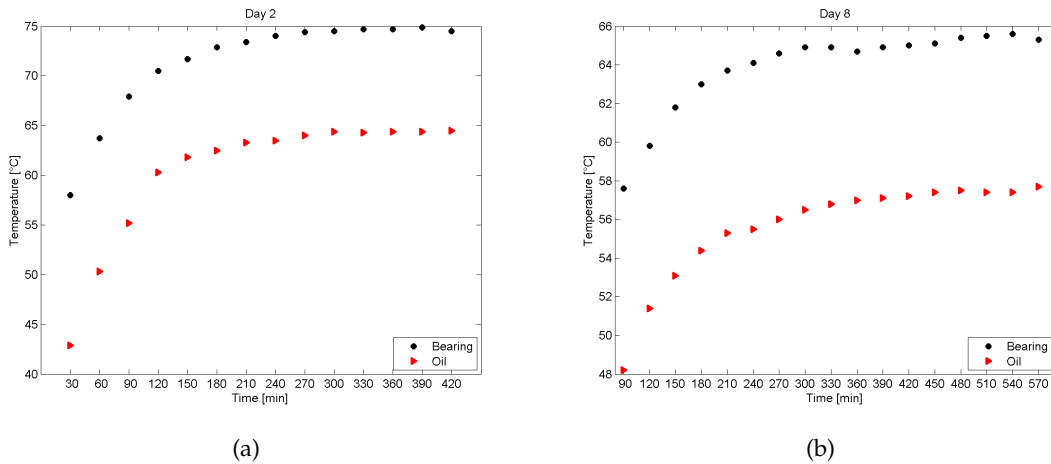 Day 2
Temperature [°C]
75
70
65
60
55
50
45
40
30 60 90 120 150 180 210 240 270 300 330 360 390 420
Time [min]
Bearing
Oil
(a)
Day 8
Temperature [°C]
66
64
62
60
58
56
54
52
50
48
90 120 150 180 210 240 270 300 330 360 390 420 450 480 510 540 570
Time [min]
Bearing
Oil
(b)